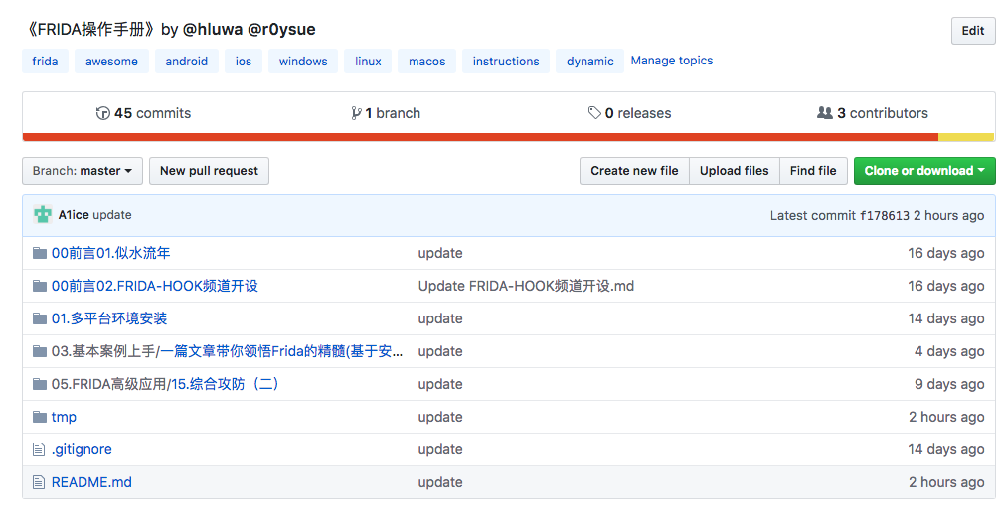 《FRIDA操作手册》by @hluwa @r0ysue
Edit
frida awesome android ios windows linux macos instructions dynamic Manage topics
45 commits 1 branch 0 releases 3 contributors
Branch: master New pull request Create new file Upload files Find file Clone or download
A1ice update Latest commit f178613 2 hours ago
00前言01.似水流年 update 16 days ago
00前言02.FRIDA-HOOK频道开设 Update FRIDA-HOOK频道开设.md 16 days ago
01.多平台环境安装 update 14 days ago
03.基本案例上手/一篇文章带你领悟Frida的精髓(基于安... update 4 days ago
05.FRIDA高级应用/15.综合攻防（二） update 9 days ago
tmp update 2 hours ago
.gitignore update 14 days ago
README.md update 2 hours ago